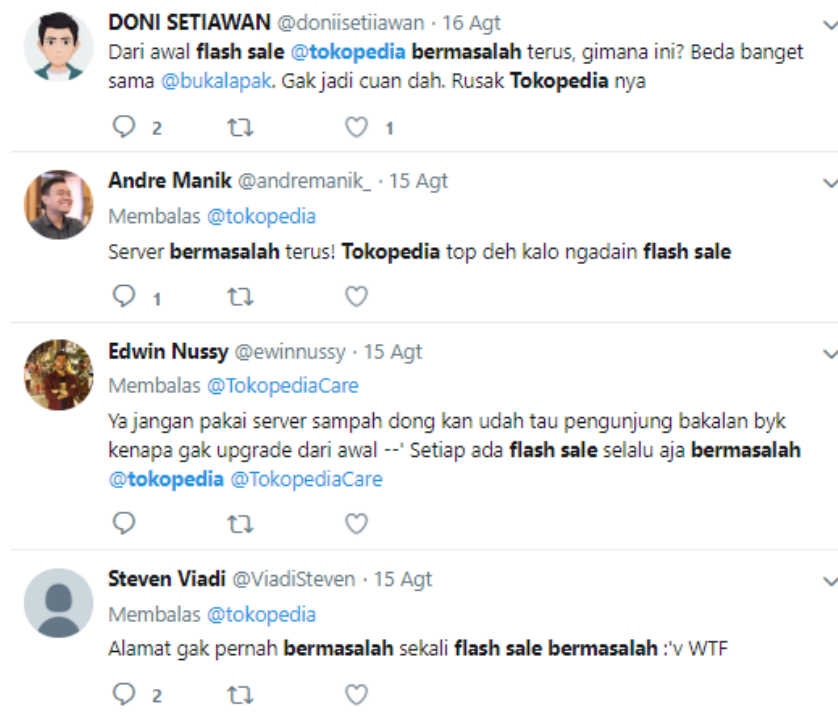 DONI SETIAWAN @doniisetiiawan · 16 Agt
Dari awal flash sale @tokopedia bermasalah terus, gimana ini? Beda banget
sama @bukalapak. Gak jadi cuan dah. Rusak Tokopedia nya
2 1
Andre Manik @andremanik_ · 15 Agt
Membalas @tokopedia
Server bermasalah terus! Tokopedia top deh kalo ngadain flash sale
1
Edwin Nussy @ewinnussy · 15 Agt
Membalas @TokopediaCare
Ya jangan pakai server sampah dong kan udah tau pengunjung bakalan byk
kenapa gak upgrade dari awal --' Setiap ada flash sale selalu aja bermasalah
@tokopedia @TokopediaCare
Steven Viadi @ViadiSteven · 15 Agt
Membalas @tokopedia
Alamat gak pernah bermasalah sekali flash sale bermasalah :'v WTF
2